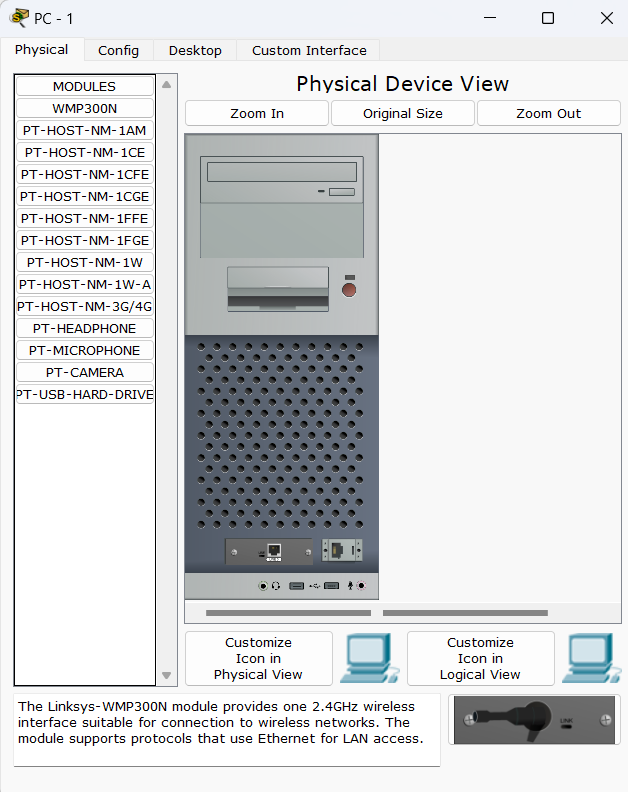 PC - 1
Physical
Config
Desktop
Custom Interface
MODULES
WMP300N
PT-HOST-NM-1AM
PT-HOST-NM-1CE
PT-HOST-NM-1CFE
PT-HOST-NM-1CGE
PT-HOST-NM-1FFE
PT-HOST-NM-1FGE
PT-HOST-NM-1W
PT-HOST-NM-1W-A
PT-HOST-NM-3G/4G
PT-HEADPHONE
PT-MICROPHONE
PT-CAMERA
PT-USB-HARD-DRIVE
Physical Device View
Zoom In
Original Size
Zoom Out
Customize
Icon in
Physical View
Customize
Icon in
Logical View
The Linksys-WMP300N module provides one 2.4GHz wireless
interface suitable for connection to wireless networks. The
module supports protocols that use Ethernet for LAN access.
LINK